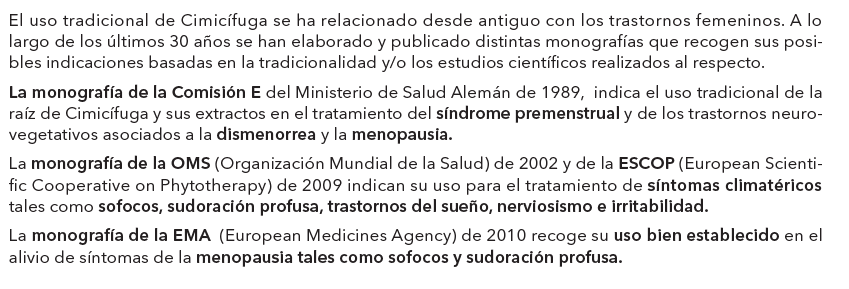 El uso tradicional de Cimicífuga se ha relacionado desde antiguo con los trastornos femeninos. A lo
largo de los últimos 30 años se han elaborado y publicado distintas monografías que recogen sus posi-
bles indicaciones basadas en la tradicionalidad y/o los estudios científicos realizados al respecto.
La monografía de la Comisión E del Ministerio de Salud Alemán de 1989, indica el uso tradicional de la
raíz de Cimicífuga y sus extractos en el tratamiento del síndrome premenstrual y de los trastornos neuro-
vegetativos asociados a la dismenorrea y la menopausia.
La monografía de la OMS (Organización Mundial de la Salud) de 2002 y de la ESCOP (European Scienti-
fic Cooperative on Phytotherapy) de 2009 indican su uso para el tratamiento de síntomas climatéricos
tales como sofocos, sudoración profusa, trastornos del sueño, nerviosismo e irritabilidad.
La monografía de la EMA (European Medicines Agency) de 2010 recoge su uso bien establecido en el
alivio de síntomas de la menopausia tales como sofocos y sudoración profusa.